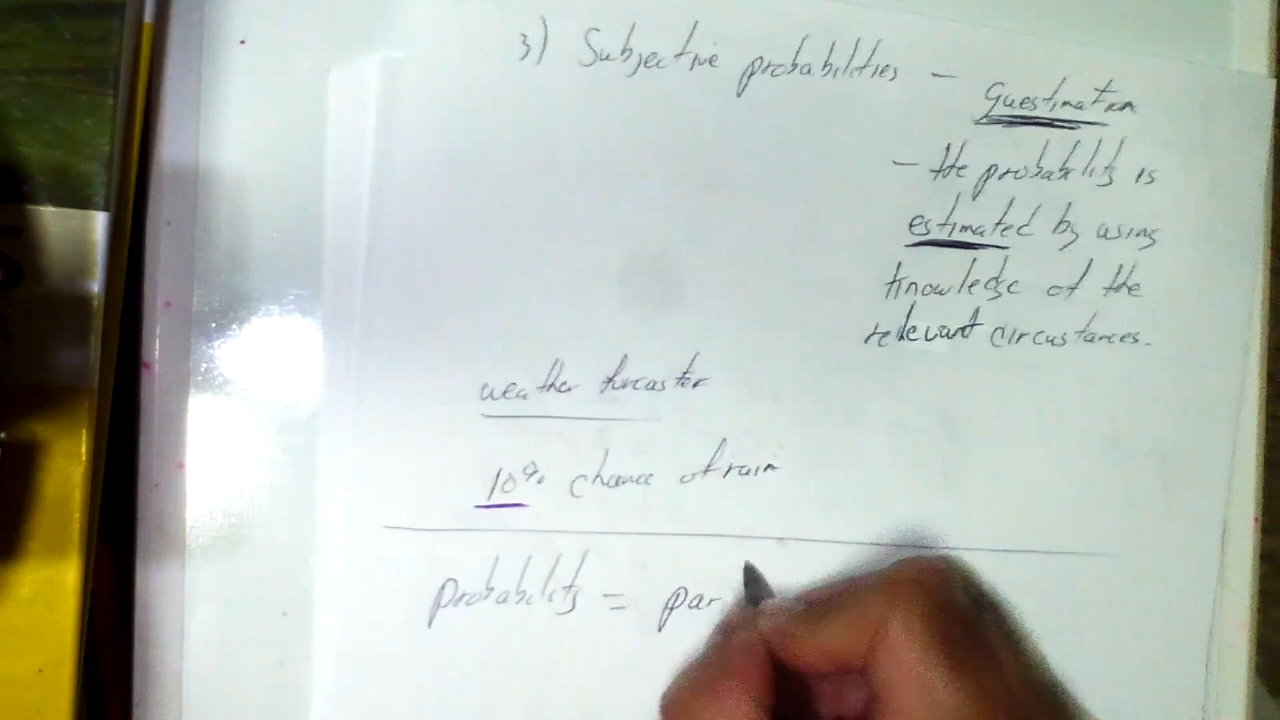 3) Subjective probabilities - Guestimation
- the probability is
estimated by using
knowledge of the
relevant circustances.
weather forcaster
10% chance of rain
probability = par